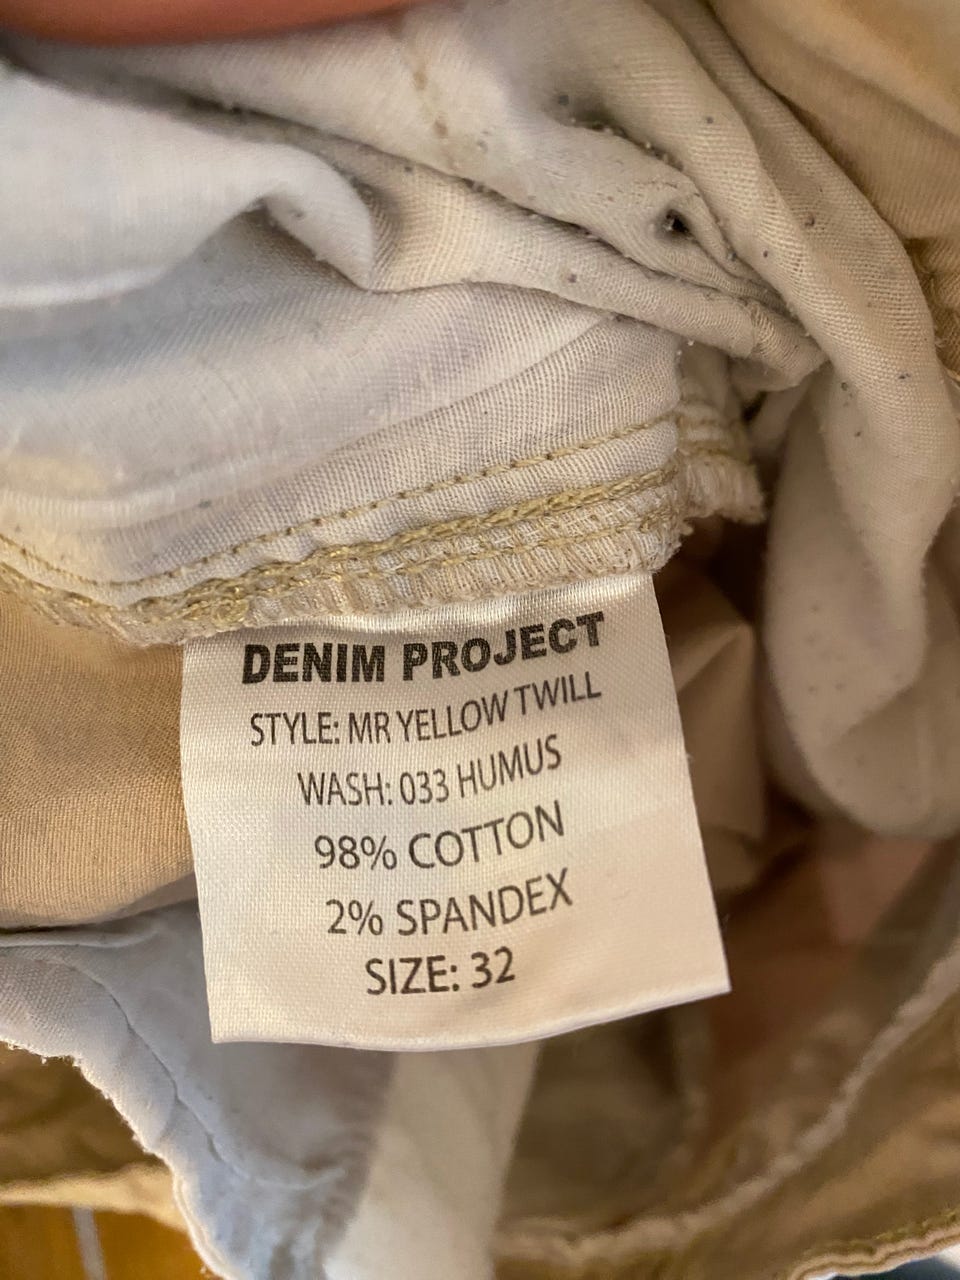 DENIM PROJECT
STYLE: MR YELLOW TWILL
WASH: 033 HUMUS
98% COTTON
2% SPANDEX
SIZE: 32